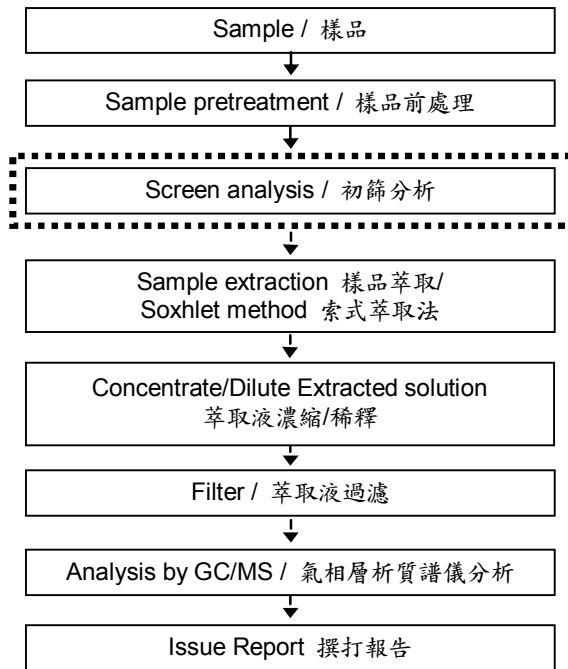 Sample / 樣品
Sample pretreatment / 樣品前處理
Screen analysis / 初篩分析
Sample extraction 樣品萃取/
Soxhlet method 索式萃取法
Concentrate/Dilute Extracted solution
萃取液濃縮/稀釋
Filter / 萃取液過濾
Analysis by GC/MS / 氣相層析質譜儀分析
Issue Report 撰打報告